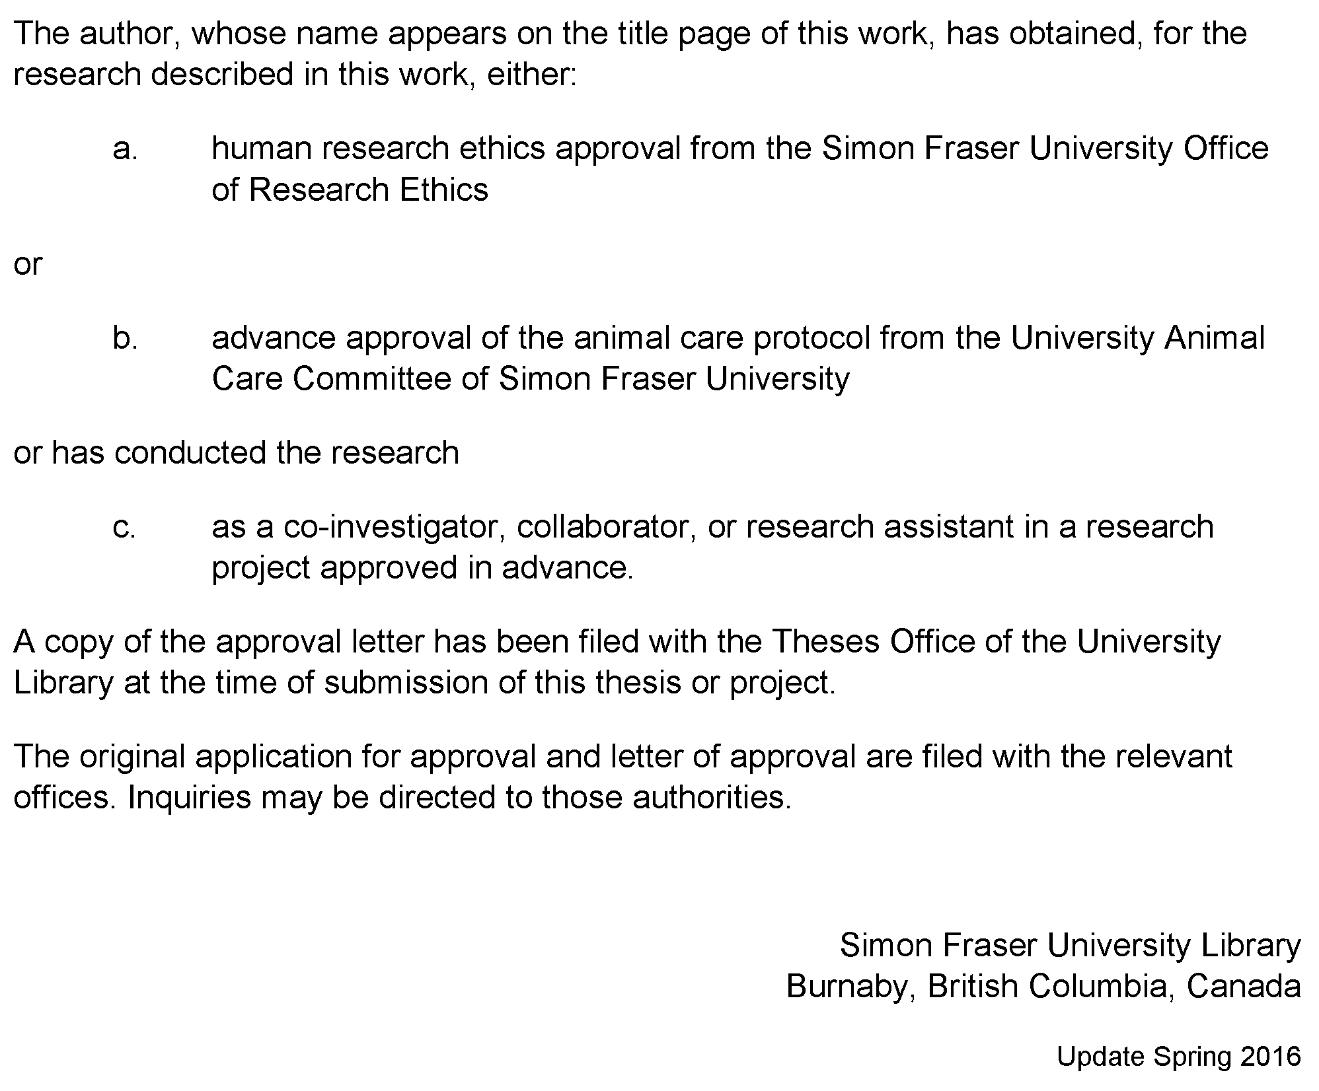 The author, whose name appears on the title page of this work, has obtained, for the
research described in this work, either:
a. human research ethics approval from the Simon Fraser University Office
of Research Ethics
or
b. advance approval of the animal care protocol from the University Animal
Care Committee of Simon Fraser University
or has conducted the research
c. as a co-investigator, collaborator, or research assistant in a research
project approved in advance.
A copy of the approval letter has been filed with the Theses Office of the University
Library at the time of submission of this thesis or project.
The original application for approval and letter of approval are filed with the relevant
offices. Inquiries may be directed to those authorities.
Simon Fraser University Library
Burnaby, British Columbia, Canada
Update Spring 2016